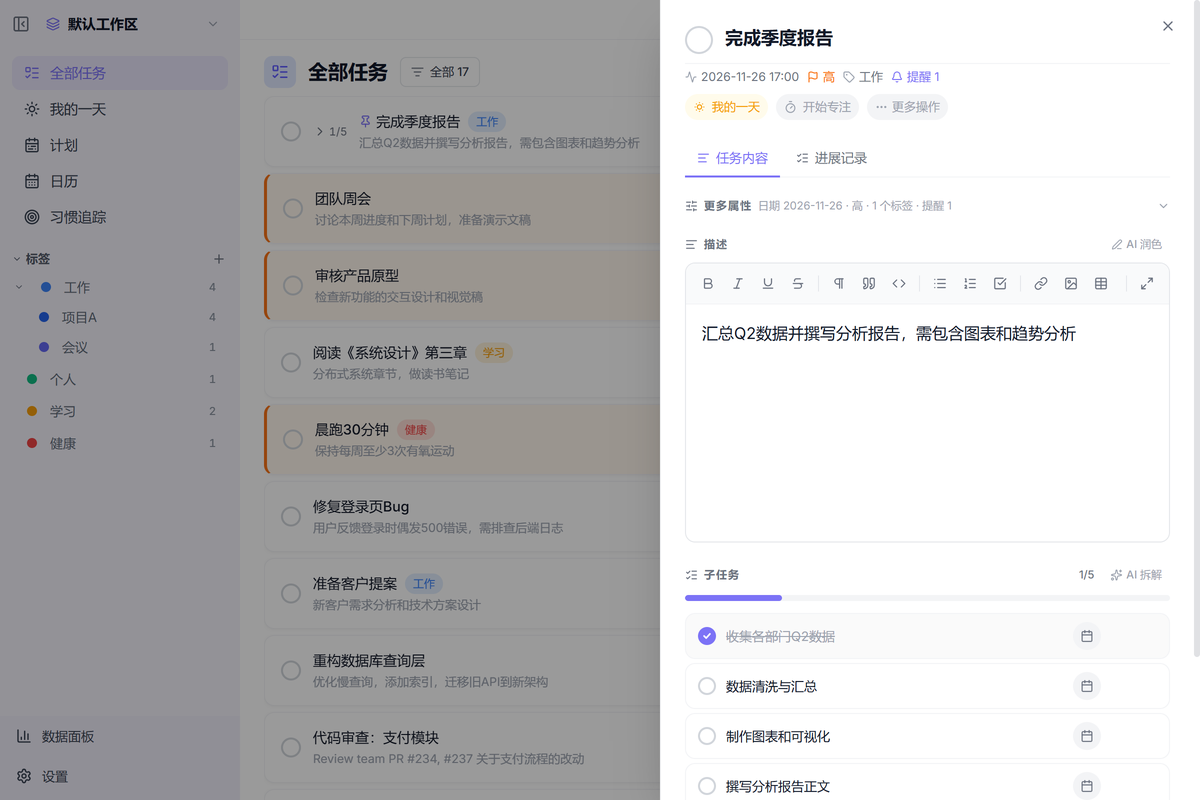 默认工作区
全部任务
我的一天
计划
日历
习惯追踪
标签
工作 4
项目A 4
会议 1
个人 1
学习 2
健康 1
数据面板
设置
全部任务 全部 17
1/5 完成季度报告 工作
汇总Q2数据并撰写分析报告，需包含图表和趋势分析
团队周会
讨论本周进度和下周计划，准备演示文稿
审核产品原型
检查新功能的交互设计和视觉稿
阅读《系统设计》第三章 学习
分布式系统章节，做读书笔记
晨跑30分钟 健康
保持每周至少3次有氧运动
修复登录页Bug
用户反馈登录时偶发500错误，需排查后端日志
准备客户提案 工作
新客户需求分析和技术方案设计
重构数据库查询层
优化慢查询，添加索引，迁移旧API到新架构
代码审查：支付模块
Review team PR #234, #237 关于支付流程的改动
完成季度报告
2026-11-26 17:00 高 工作 提醒 1
我的一天 开始专注 更多操作
任务内容 进展记录
更多属性 日期 2026-11-26 · 高 · 1 个标签 · 提醒 1
描述 AI 润色
汇总Q2数据并撰写分析报告，需包含图表和趋势分析
子任务 1/5 AI 拆解
收集各部门Q2数据
数据清洗与汇总
制作图表和可视化
撰写分析报告正文